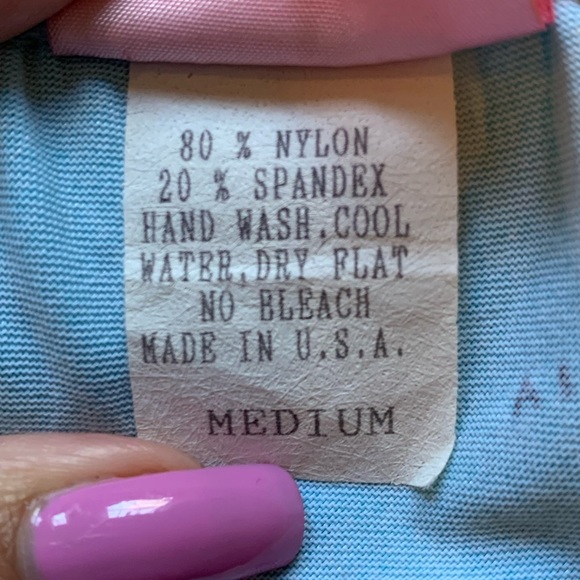 80 % NYLON
20 % SPANDEX
HAND WASH.COOL
WATER.DRY FLAT
NO BLEACH
MADE IN U.S.A.
MEDIUM